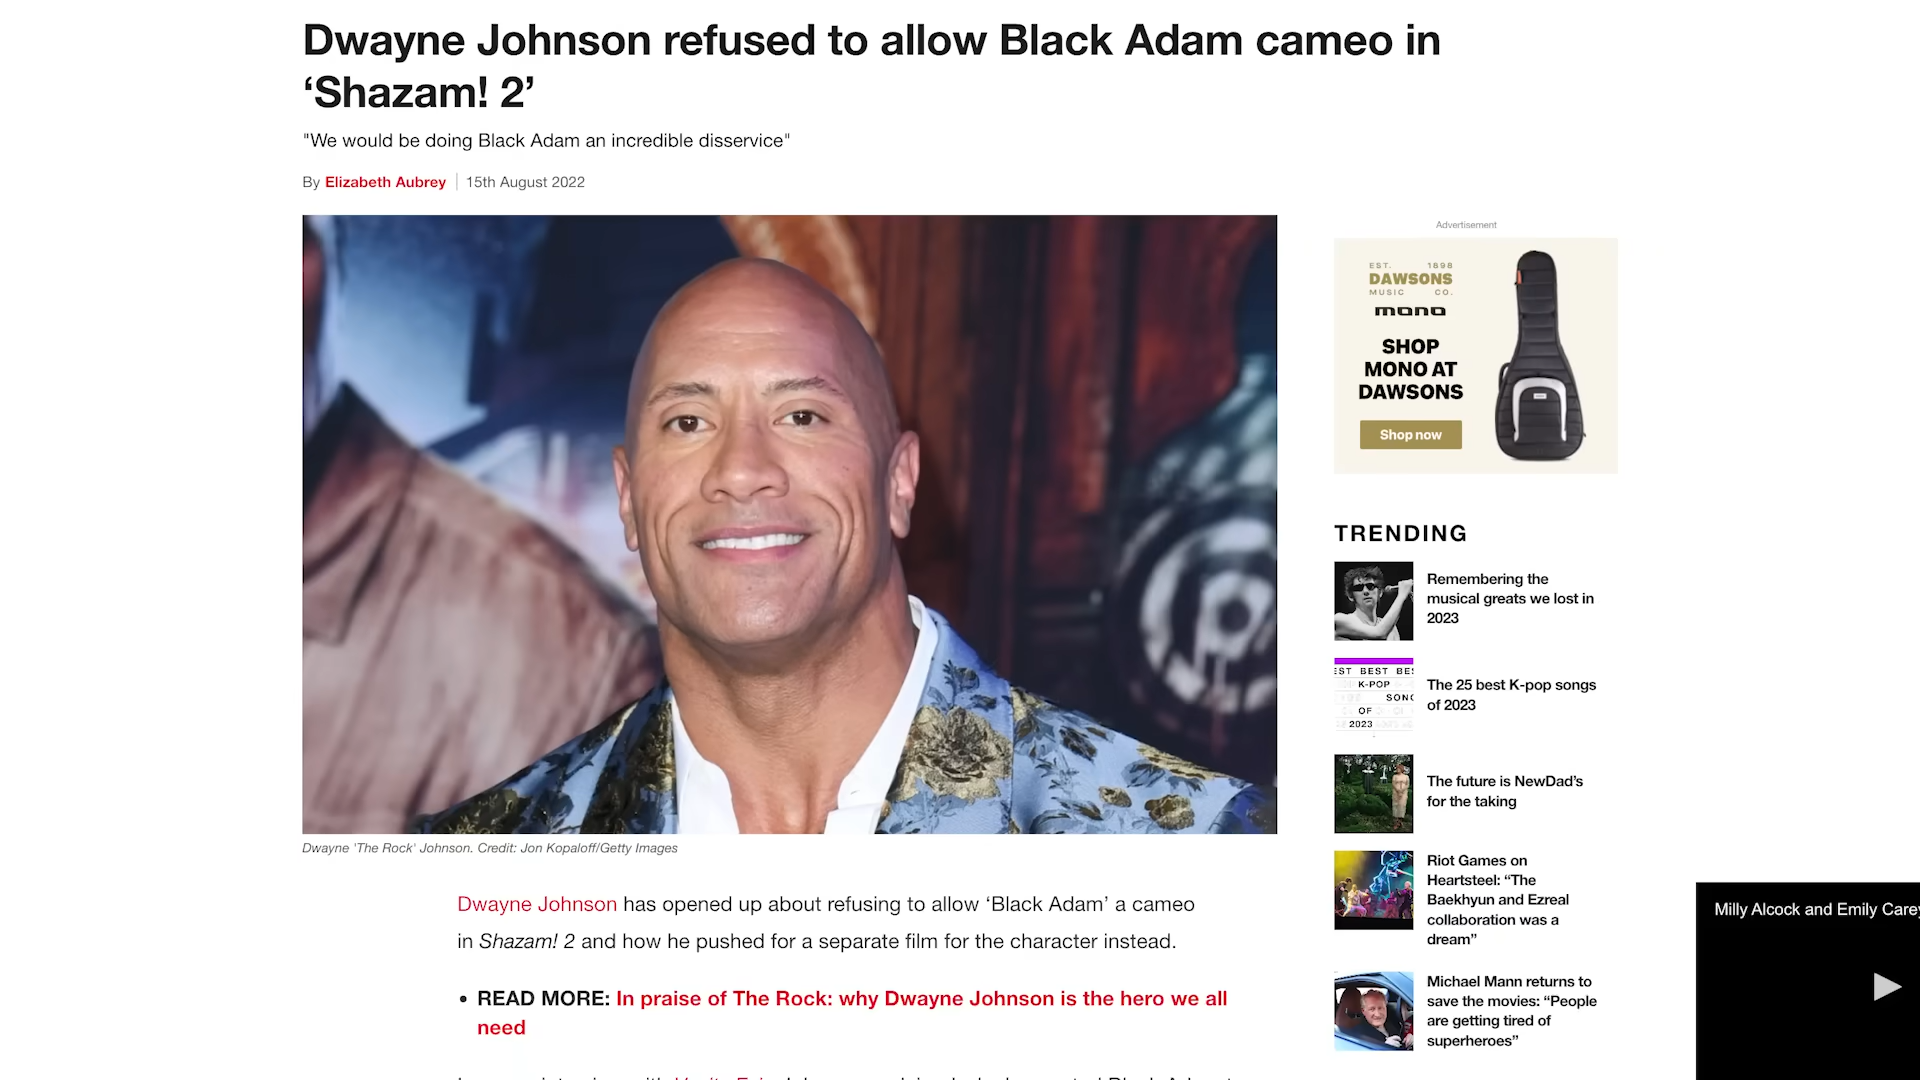 Dwayne Johnson refused to allow Black Adam cameo in
‘Shazam! 2’
"We would be doing Black Adam an incredible disservice"
By Elizabeth Aubrey 15th August 2022
Advertisement
EST. 1898
DAWSONS
MUSIC CO.
mono
SHOP
MONO AT
DAWSONS
Shop now
TRENDING
Remembering the
musical greats we lost in
2023
EST BEST BES
K-POP
SONG
OF
2023
The 25 best K-pop songs
of 2023
The future is NewDad’s
for the taking
Riot Games on
Heartsteel: “The
Baekhyun and Ezreal
collaboration was a
dream”
Michael Mann returns to
save the movies: “People
are getting tired of
superheroes”
Dwayne 'The Rock' Johnson. Credit: Jon Kopaloff/Getty Images
Dwayne Johnson has opened up about refusing to allow ‘Black Adam’ a cameo
in Shazam! 2 and how he pushed for a separate film for the character instead.
• READ MORE: In praise of The Rock: why Dwayne Johnson is the hero we all
need
Milly Alcock and Emily Carey